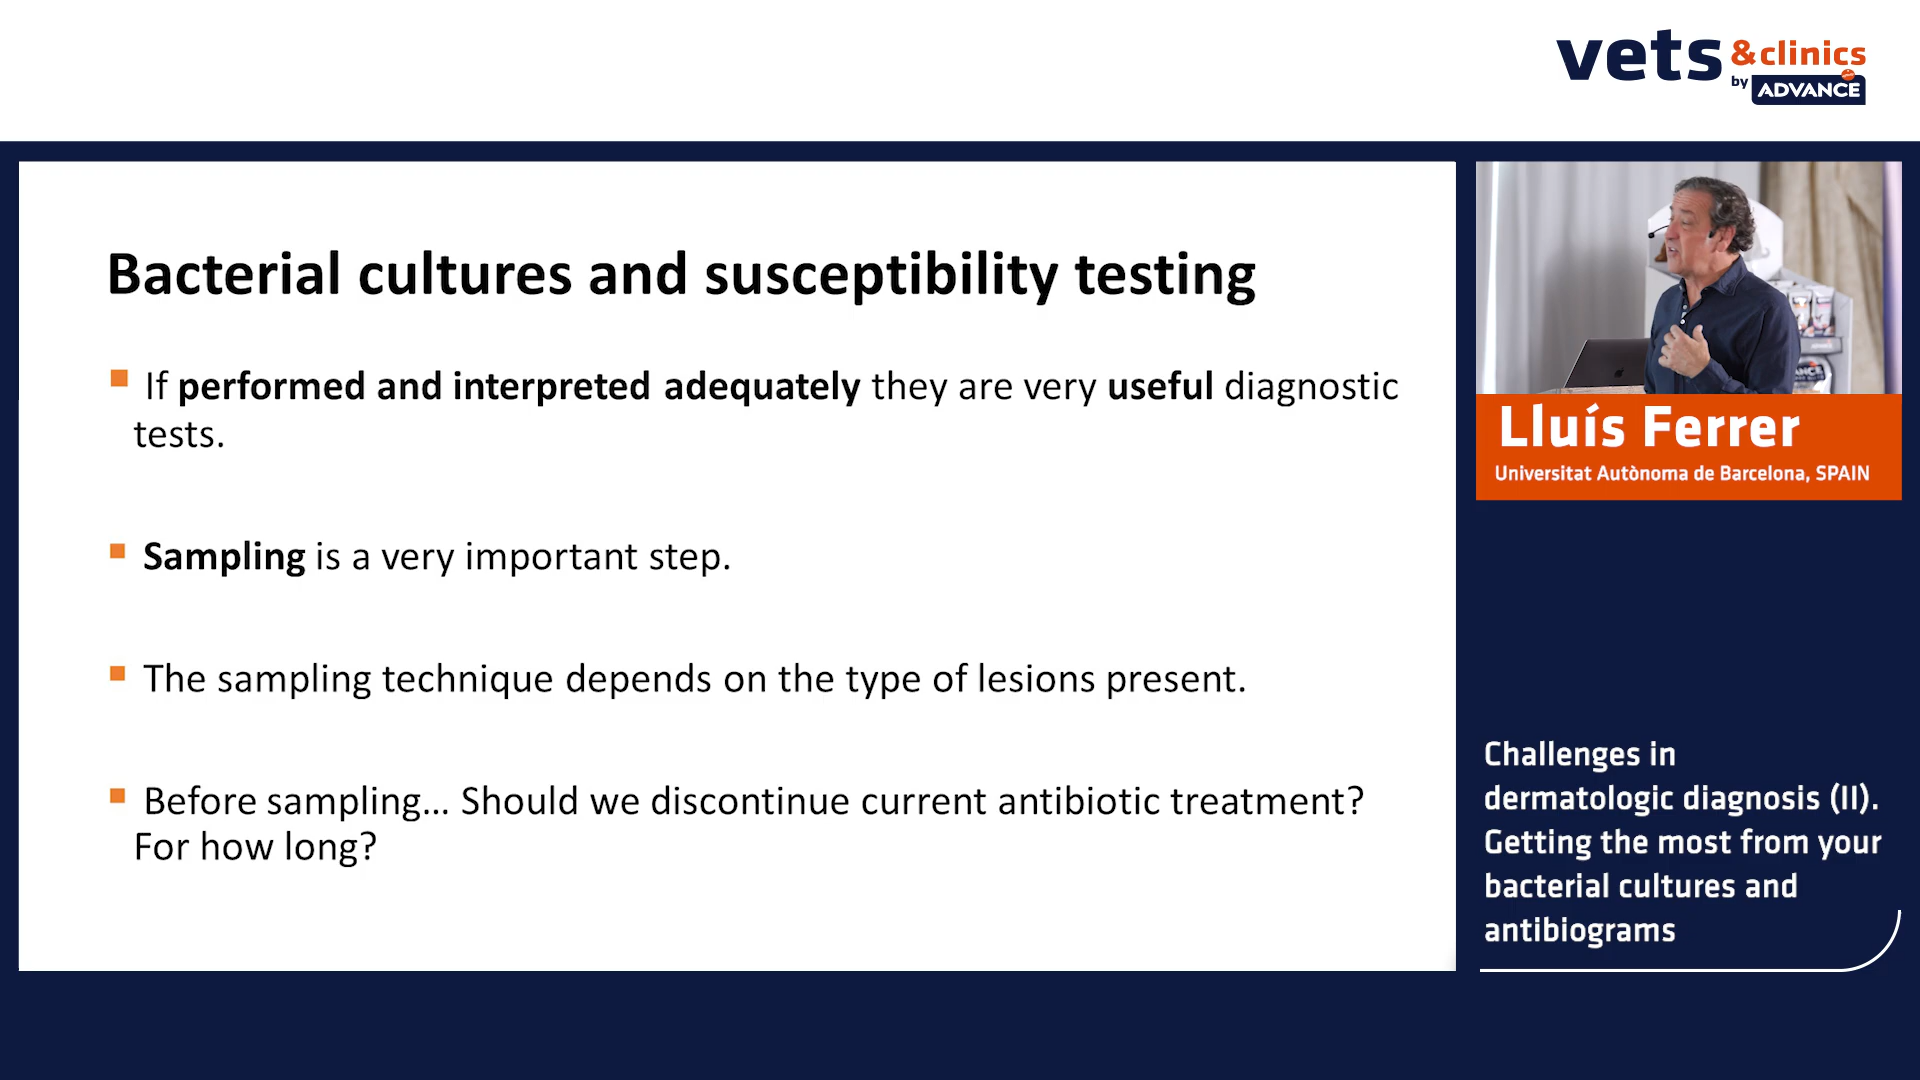 vets &clinics
by ADVANCE
Bacterial cultures and susceptibility testing
If performed and interpreted adequately they are very useful diagnostic
tests.
Sampling is a very important step.
The sampling technique depends on the type of lesions present.
Before sampling... Should we discontinue current antibiotic treatment?
For how long?
Lluís Ferrer
Universitat Autònoma de Barcelona, SPAIN
Challenges in
dermatologic diagnosis (II).
Getting the most from your
bacterial cultures and
antibiograms